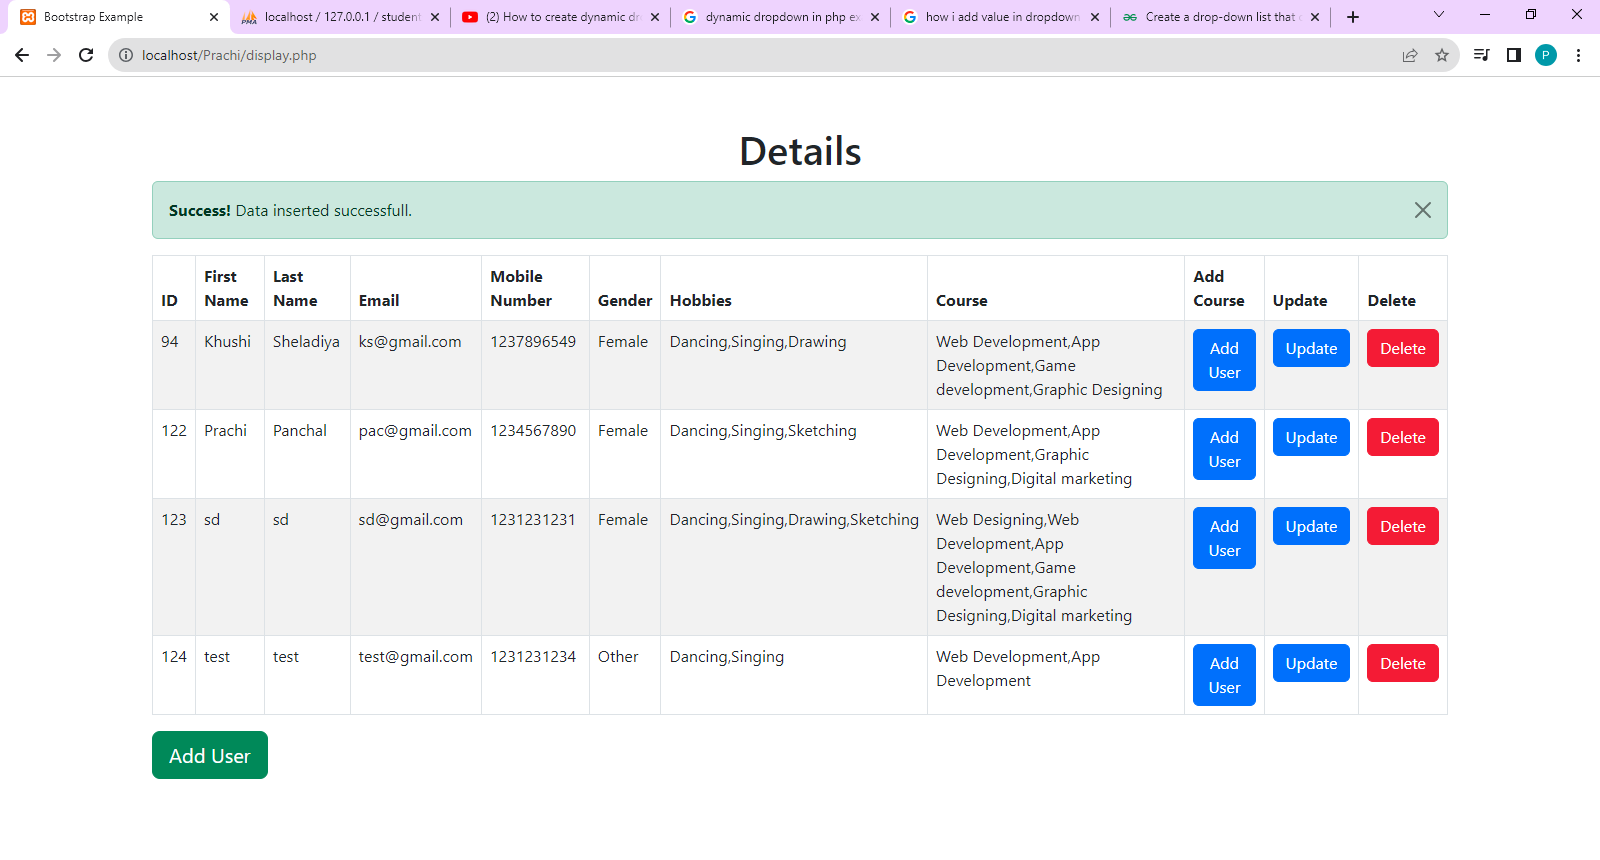 Bootstrap Example
localhost / 127.0.0.1 / student
(2) How to create dynamic dr
dynamic dropdown in php ex
how i add value in dropdown
Create a drop-down list that
localhost/Prachi/display.php
P
Details
Success! Data inserted successfull.
ID First Name Last Name Email Mobile Number Gender Hobbies Course Add Course Update Delete
94 Khushi Sheladiya ks@gmail.com 1237896549 Female Dancing,Singing,Drawing Web Development,App
Development,Game
development,Graphic Designing
Add User Update Delete
122 Prachi Panchal pac@gmail.com 1234567890 Female Dancing,Singing,Sketching Web Development,App
Development,Graphic
Designing,Digital marketing
Add User Update Delete
123 sd sd sd@gmail.com 1231231231 Female Dancing,Singing,Drawing,Sketching Web Designing,Web
Development,App
Development,Game
development,Graphic
Designing,Digital marketing
Add User Update Delete
124 test test test@gmail.com 1231231234 Other Dancing,Singing Web Development,App
Development
Add User Update Delete
Add User